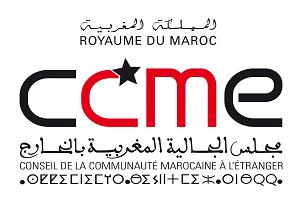 المملكة المغربية
ROYAUME DU MAROC
ccme
مجلس الجالية المغربية بالخارج
CONSEIL DE LA COMMUNAUTÉ MAROCAINE À L'ÉTRANGER